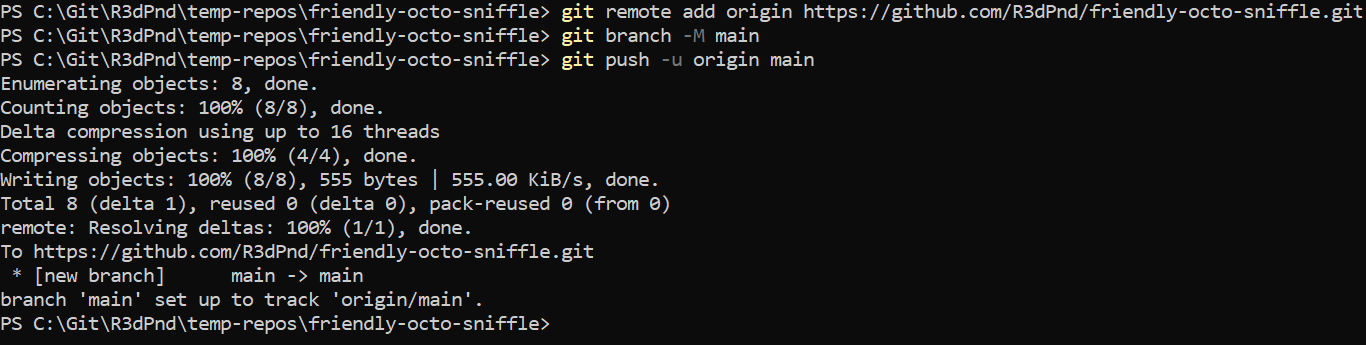 PS C:\Git\R3dPnd\temp-repos\friendly-octo-sniffle> git remote add origin https://github.com/R3dPnd/friendly-octo-sniffle.git
PS C:\Git\R3dPnd\temp-repos\friendly-octo-sniffle> git branch -M main
PS C:\Git\R3dPnd\temp-repos\friendly-octo-sniffle> git push -u origin main
Enumerating objects: 8, done.
Counting objects: 100% (8/8), done.
Delta compression using up to 16 threads
Compressing objects: 100% (4/4), done.
Writing objects: 100% (8/8), 555 bytes | 555.00 KiB/s, done.
Total 8 (delta 1), reused 0 (delta 0), pack-reused 0 (from 0)
remote: Resolving deltas: 100% (1/1), done.
To https://github.com/R3dPnd/friendly-octo-sniffle.git
 * [new branch]      main -> main
branch 'main' set up to track 'origin/main'.
PS C:\Git\R3dPnd\temp-repos\friendly-octo-sniffle>